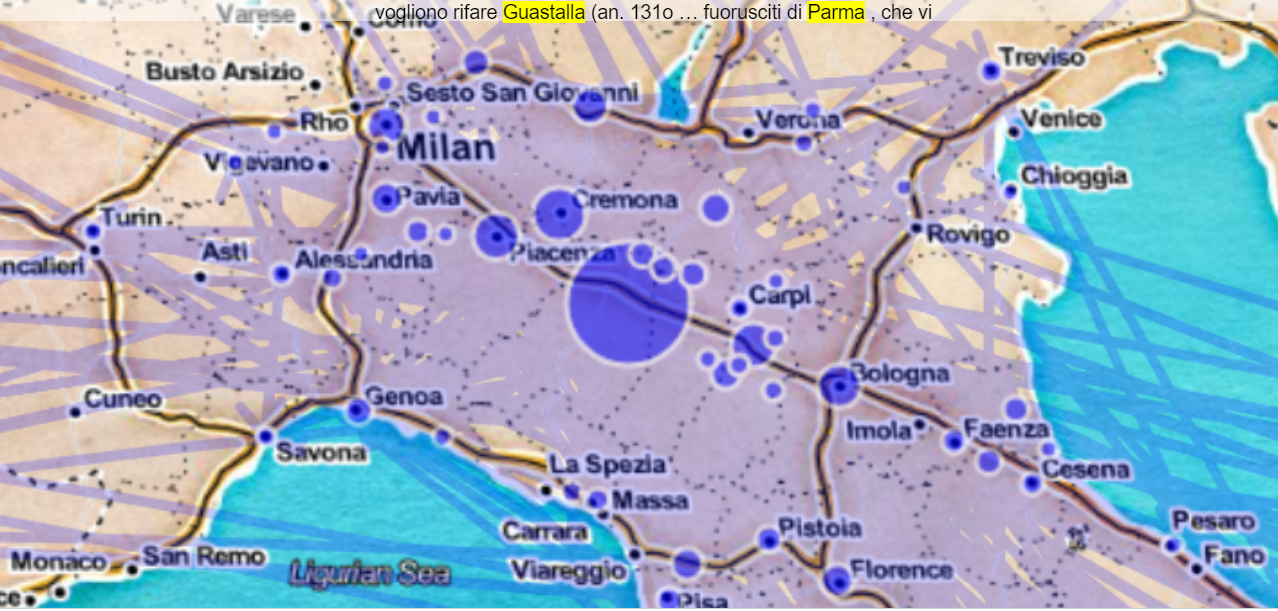 vogliono rifare Guastalla (an. 131o … fuorusciti di Parma , che vi
Varese
Como
Treviso
Busto Arsizio
Sesto San Giovanni
Rho
Verona
Venice
Milan
Vigevano
Chioggia
Pavia
Cremona
Turin
Rovigo
Asti
Alessandria
Piacenza
ncalieri
Carpi
Bologna
Cuneo
Genoa
Imola
Faenza
Savona
La Spezia
Cesena
Massa
Carrara
Pistoia
Pesaro
Monaco
San Remo
Viareggio
Florence
Fano
Ligurian Sea
ce
Pisa